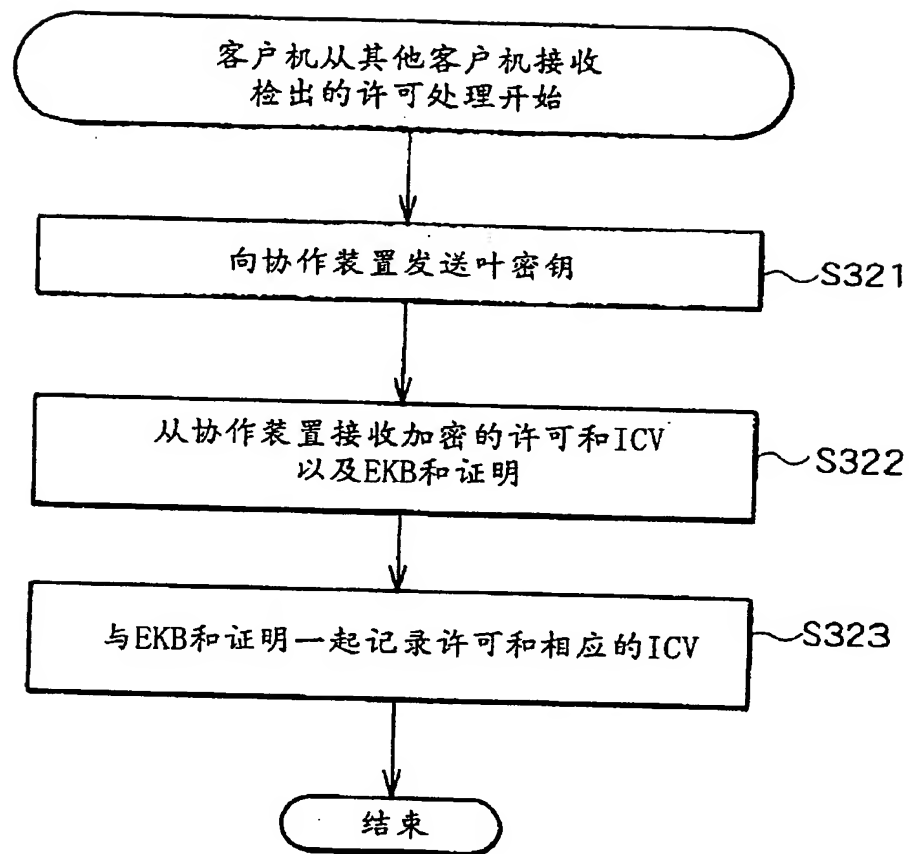 客户机从其他客户机接收
检出的许可处理开始
向协作装置发送叶密钥
S321
从协作装置接收加密的许可和ICV
以及EKB和证明
S322
与EKB和证明一起记录许可和相应的ICV
S323
结束